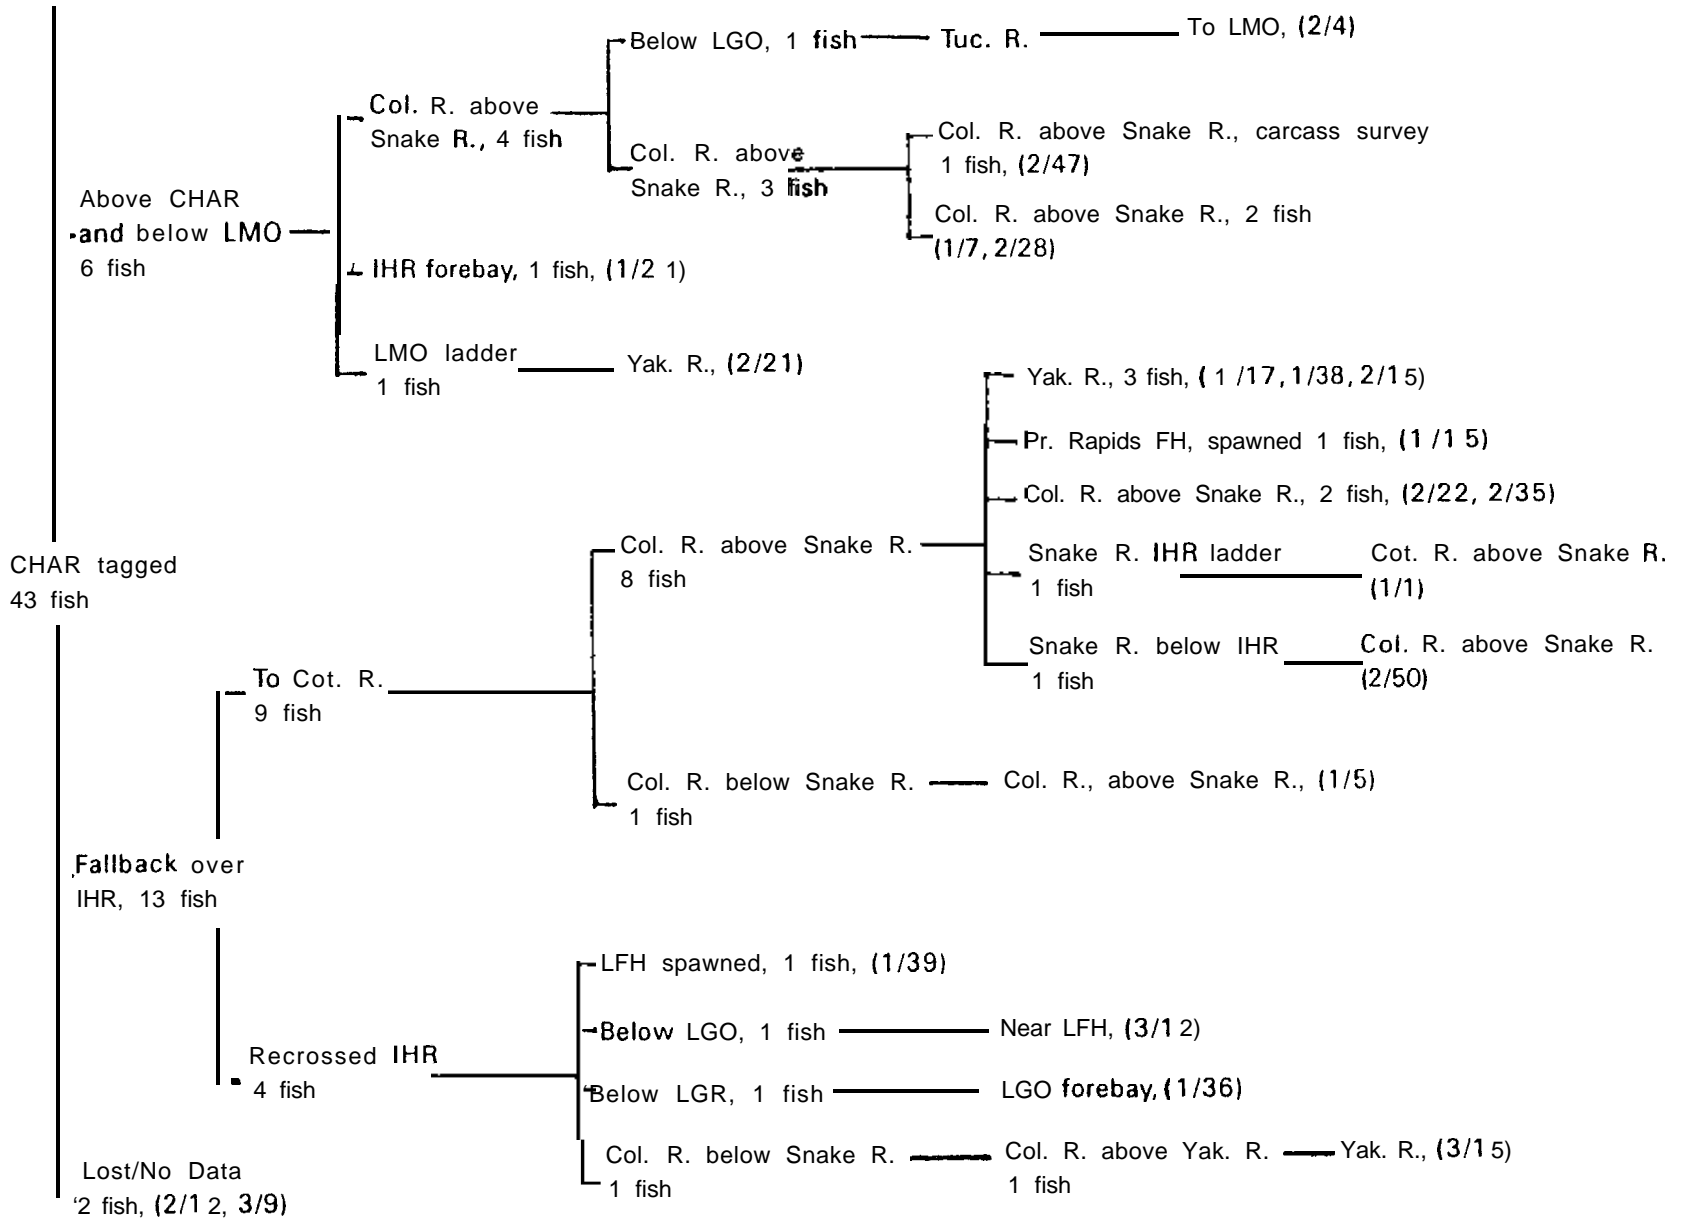 Below LGO, 1 fish
Tuc. R.
To LMO, (2/4)
Col. R. above
Snake R., 4 fish
Col. R. above
Snake R., 3 fish
Col. R. above Snake R., carcass survey
1 fish, (2/47)
Col. R. above Snake R., 2 fish
(1/7, 2/28)
Above CHAR
and below LMO
6 fish
IHR forebay, 1 fish, (1/2 1)
LMO ladder
1 fish
Yak. R., (2/21)
Yak. R., 3 fish, ( 1 /17, 1/38, 2/1 5)
Pr. Rapids FH, spawned 1 fish, (1 /1 5)
Col. R. above Snake R., 2 fish, (2/22, 2/35)
CHAR tagged
43 fish
Col. R. above Snake R.
8 fish
Snake R. IHR ladder
1 fish
Cot. R. above Snake R.
(1/1)
Snake R. below IHR
1 fish
Col. R. above Snake R.
(2/50)
To Cot. R.
9 fish
Col. R. below Snake R.
1 fish
Col. R., above Snake R., (1/5)
Fallback over
IHR, 13 fish
LFH spawned, 1 fish, (1/39)
Below LGO, 1 fish
Near LFH, (3/1 2)
Recrossed IHR
4 fish
Below LGR, 1 fish
LGO forebay, (1/36)
Col. R. below Snake R.
1 fish
Col. R. above Yak. R.
1 fish
Yak. R., (3/1 5)
Lost/No Data
'2 fish, (2/1 2, 3/9)